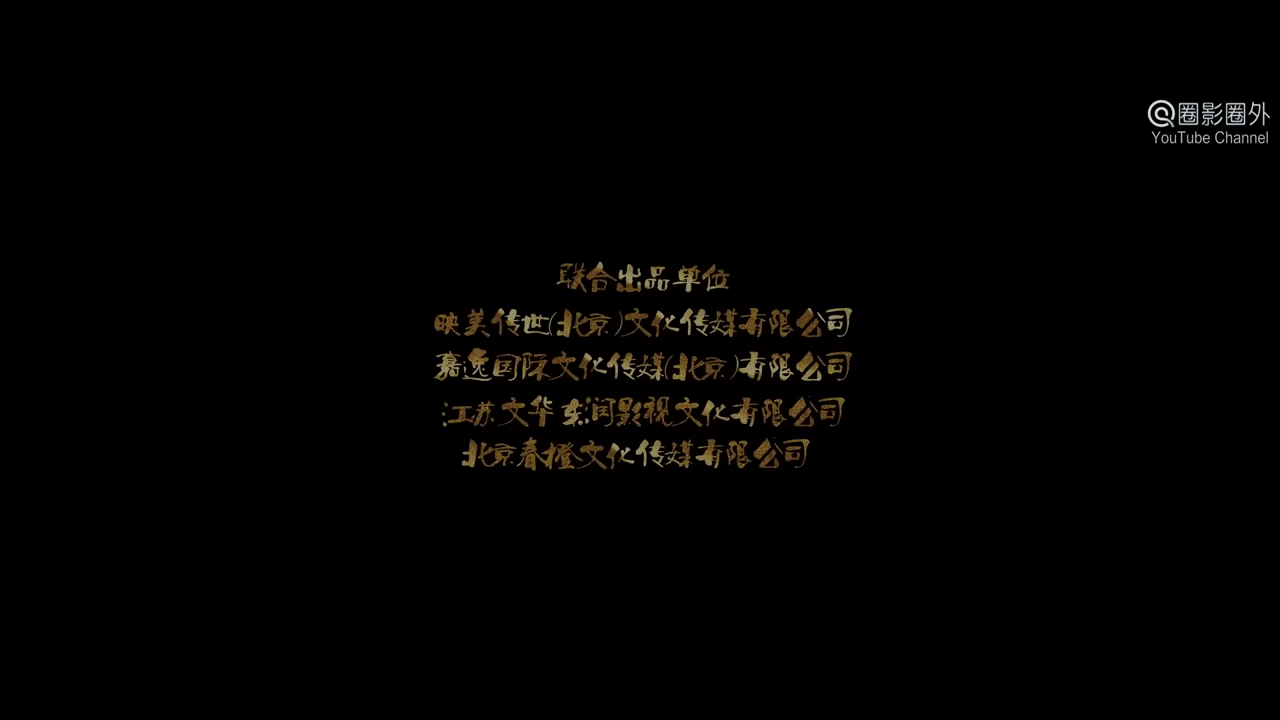 圈影圈外
YouTube Channel
联合出品单位
映美传世(北京)文化传媒有限公司
嘉逸国际文化传媒(北京)有限公司
江苏文华东润影视文化有限公司
北京春橙文化传媒有限公司